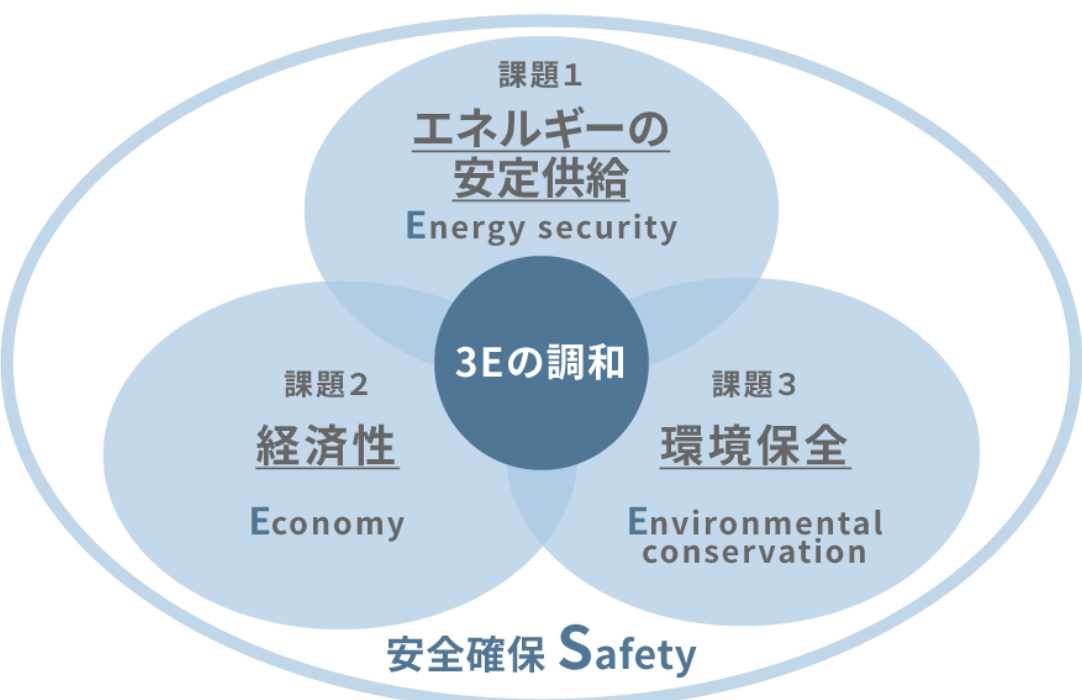 課題1
エネルギーの
安定供給
Energy security
3Eの調和
課題2
経済性
Economy
課題3
環境保全
Environmental
conservation
安全確保 Safety